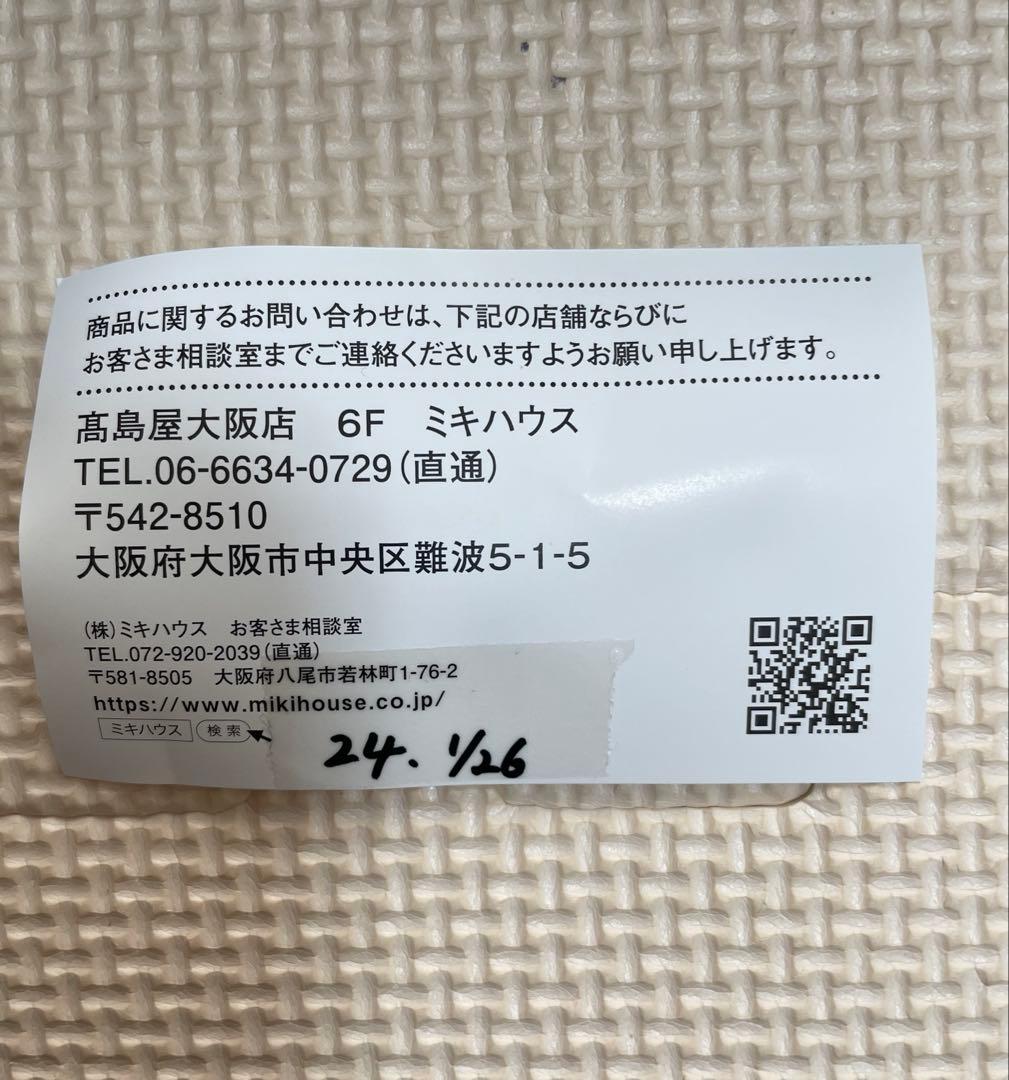 商品に関するお問い合わせは、下記の店舗ならびに
お客さま相談室までご連絡くださいますようお願い申し上げます。
髙島屋大阪店　6F　ミキハウス
TEL.06-6634-0729（直通）
〒542-8510
大阪府大阪市中央区難波5-1-5
（株）ミキハウス　お客さま相談室
TEL.072-920-2039（直通）
〒581-8505　大阪府八尾市若林町1-76-2
https://www.mikihouse.co.jp/
ミキハウス 検索
24. 1/26